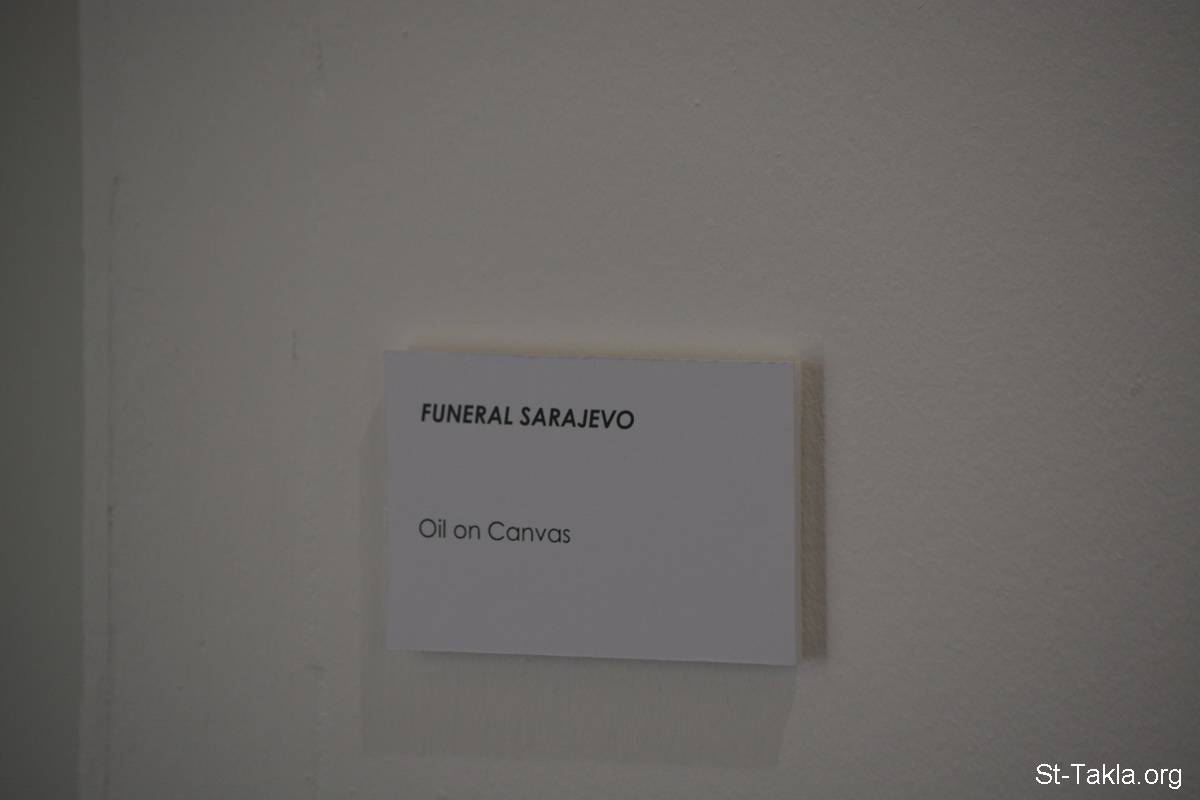 FUNERAL SARAJEVO
Oil on Canvas
St-Takla.org